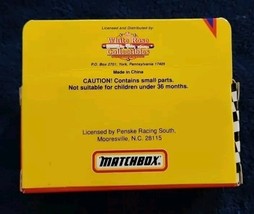 Licensed and Distributed by:
White Rose
Collectibles
P.O. Box 2701, York, Pennsylvania 17405
Made in China
CAUTION! Contains small parts.
Not suitable for children under 36 months.
Licensed by Penske Racing South,
Mooresville, N.C. 28115
MATCHBOX